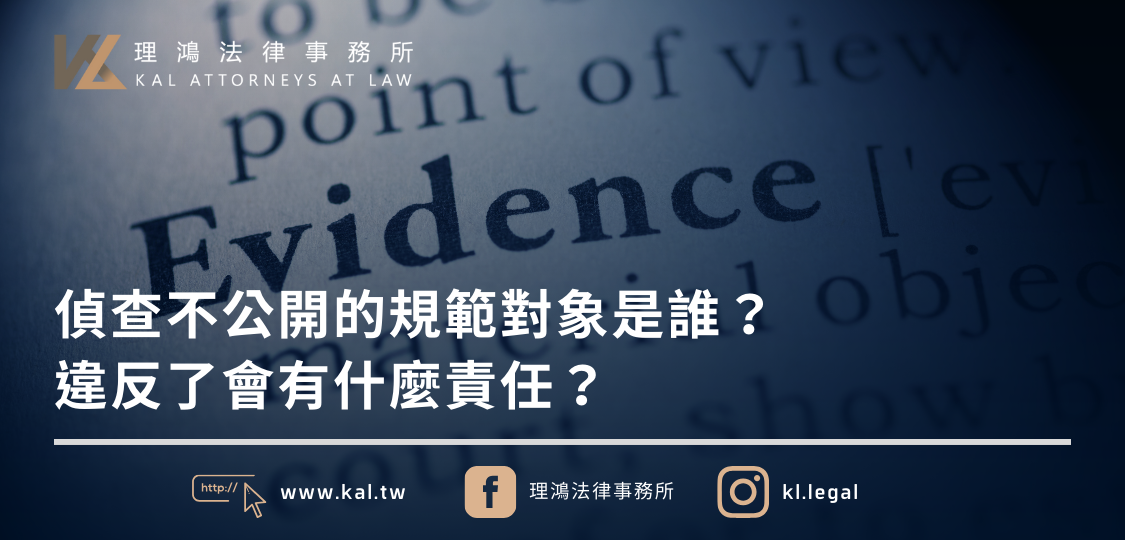 理鴻法律事務所
KAL ATTORNEYS AT LAW
to be
point of view
Evidence ['evi
material objec
court, show b
偵查不公開的規範對象是誰？
違反了會有什麼責任？
http://
www.kal.tw
理鴻法律事務所
kl.legal